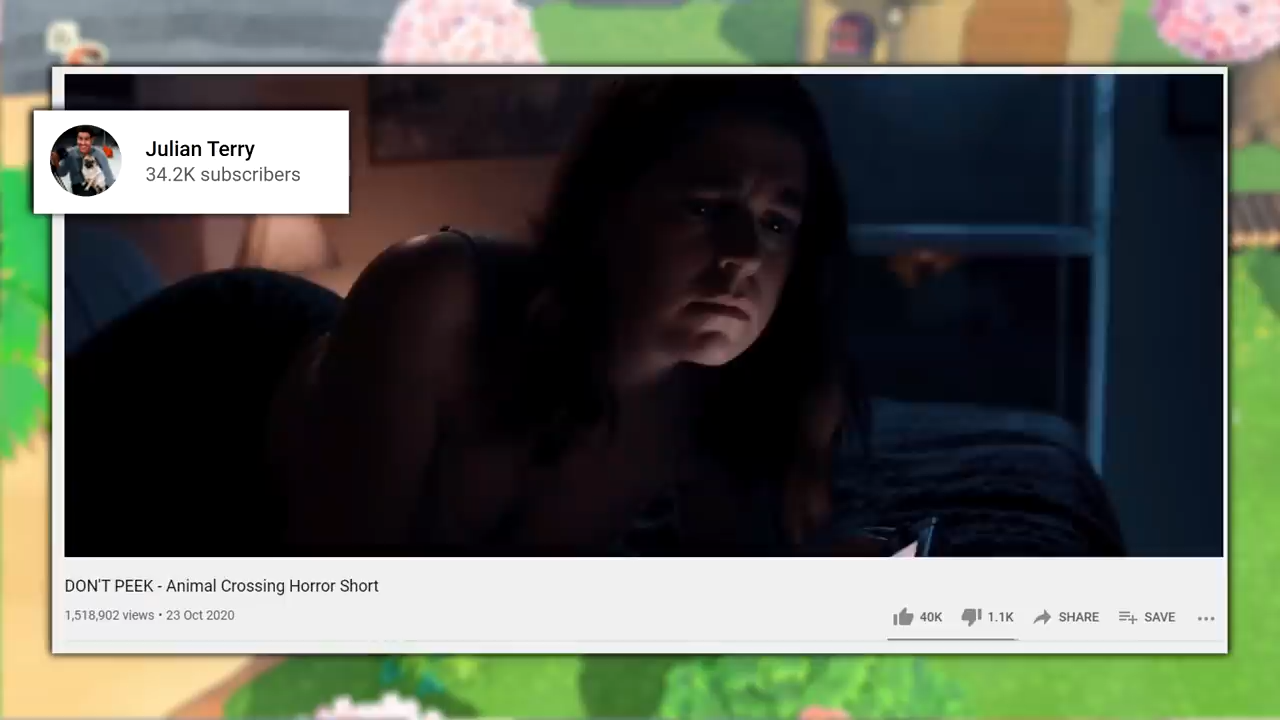 Julian Terry
34.2K subscribers
DON'T PEEK - Animal Crossing Horror Short
1,518,902 views • 23 Oct 2020
40K 1.1K SHARE SAVE